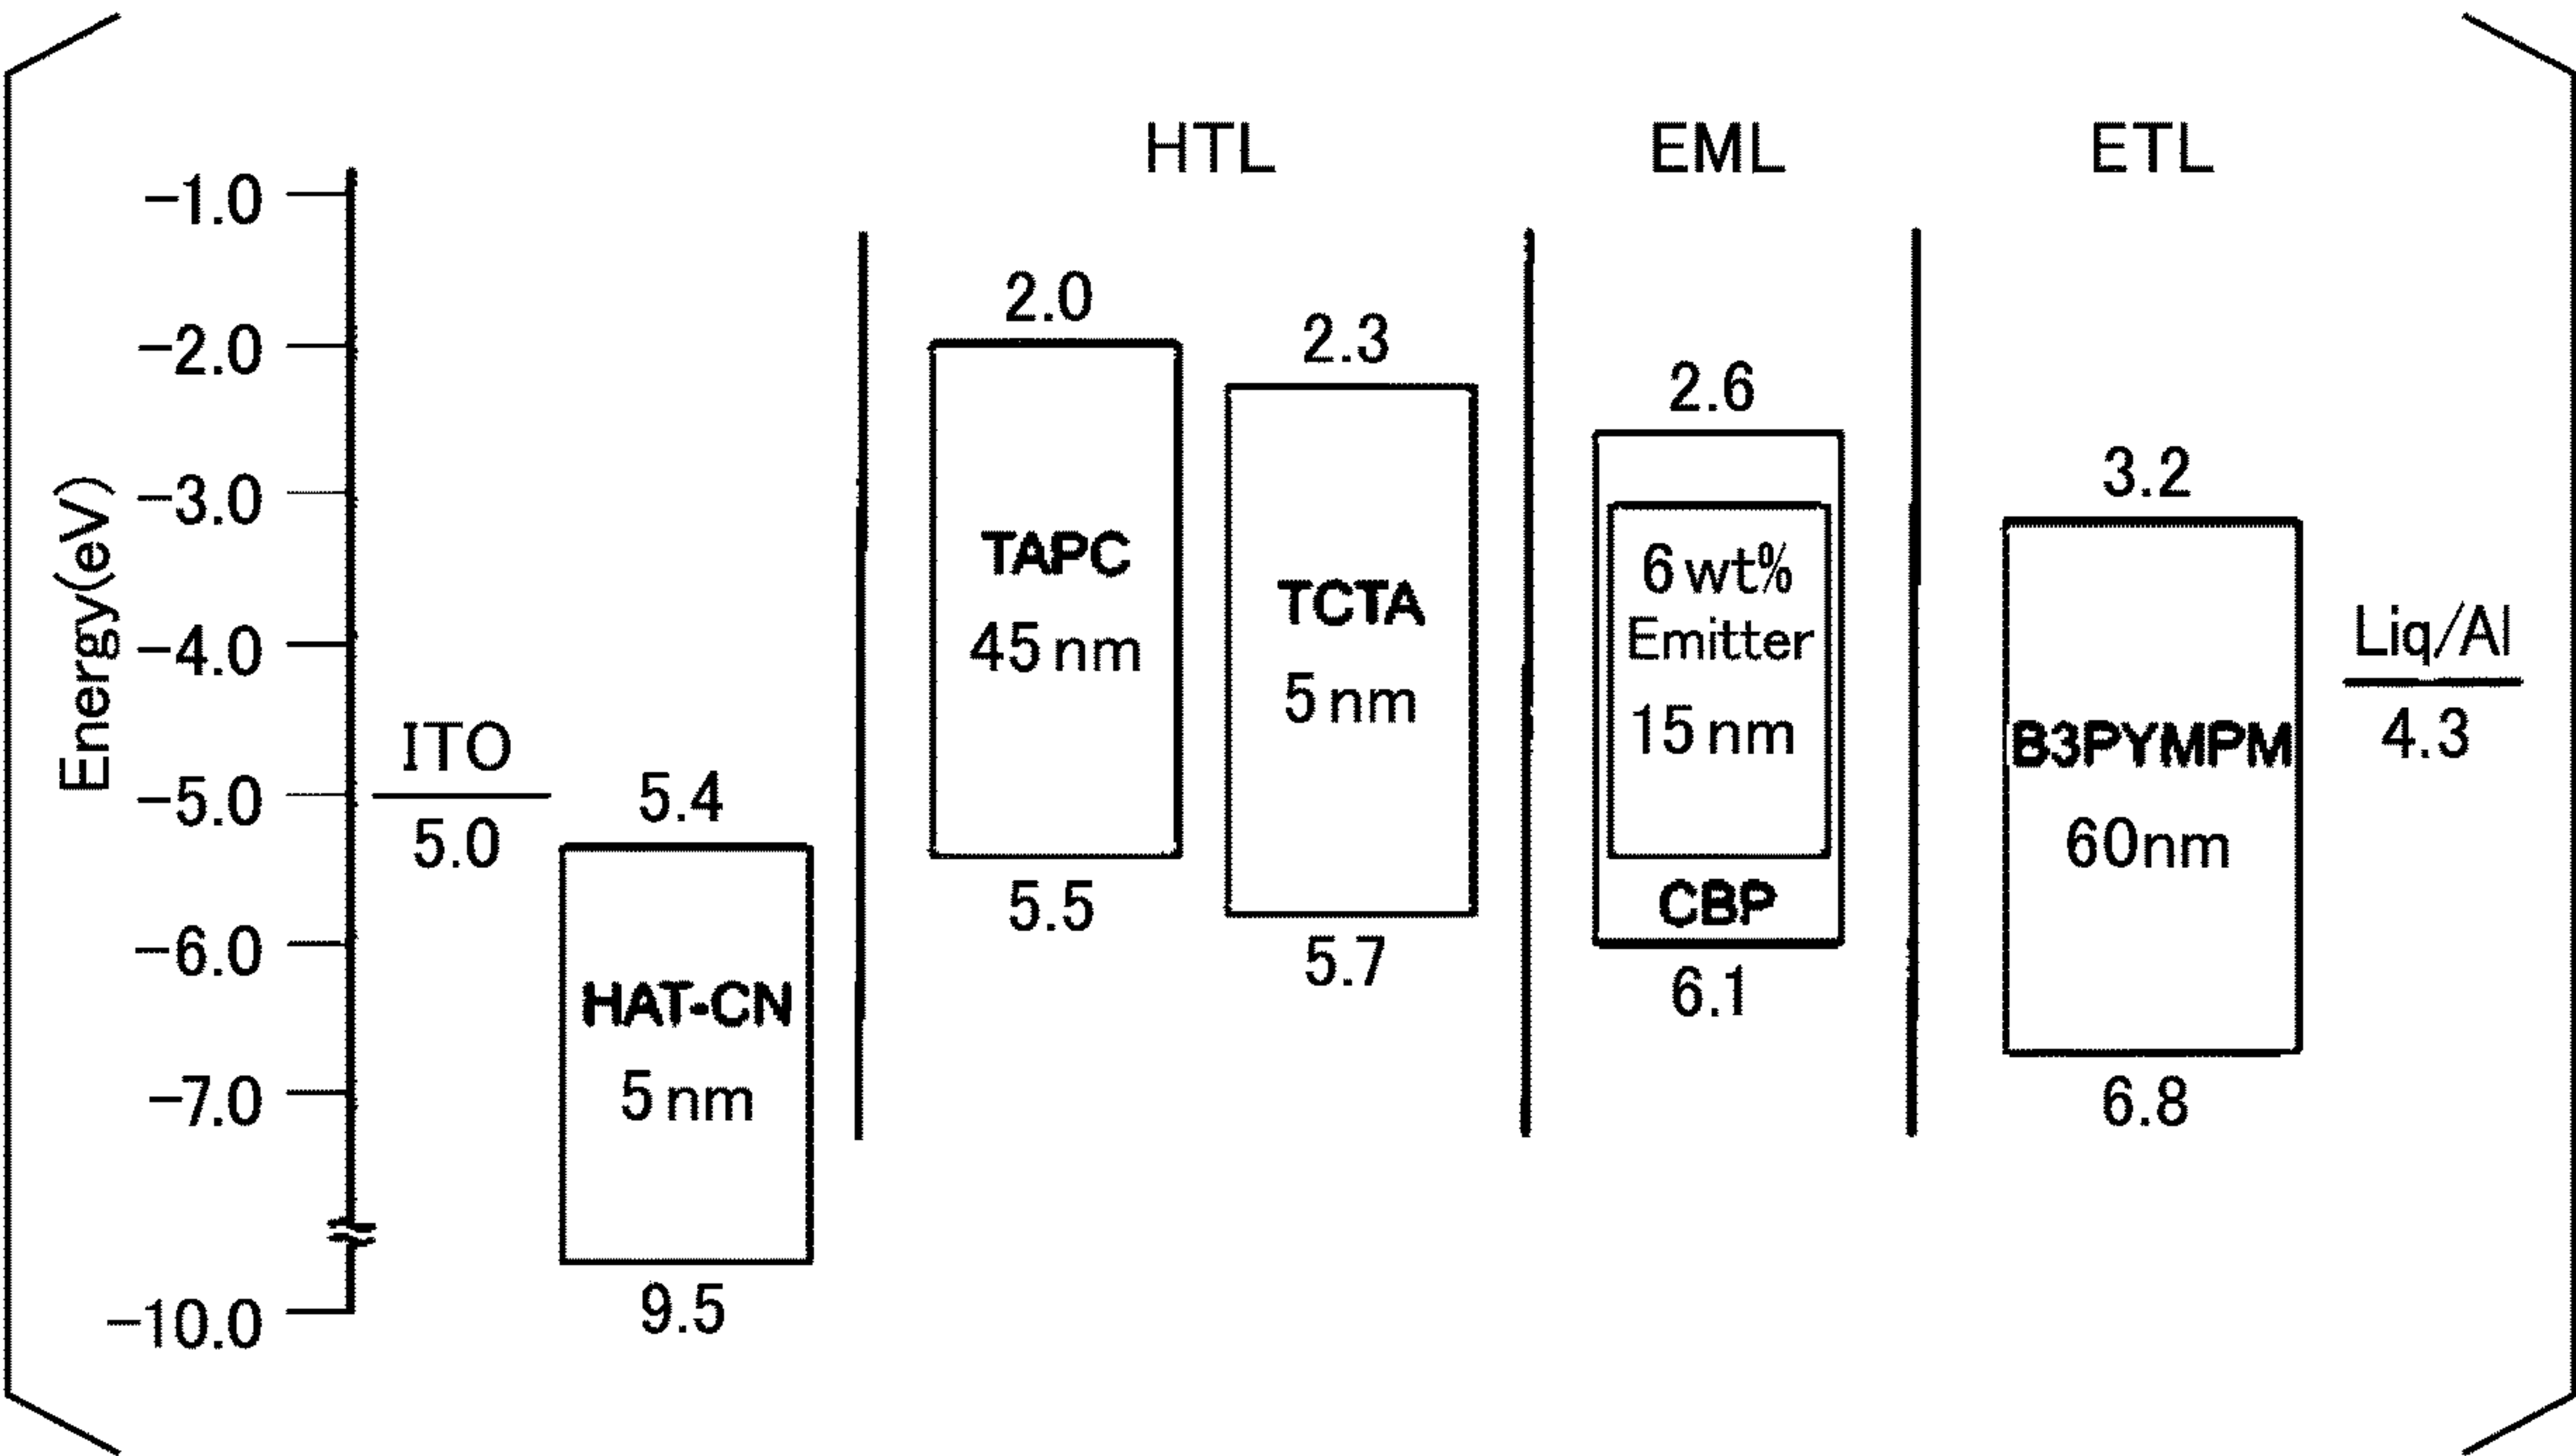 HTL
EML
ETL
Energy(eV)
−1.0
−2.0
−3.0
−4.0
−5.0
−6.0
−7.0
−10.0
ITO
5.0
5.4
HAT-CN
5 nm
9.5
2.0
TAPC
45 nm
5.5
2.3
TCTA
5 nm
5.7
2.6
6 wt%
Emitter
15 nm
CBP
6.1
3.2
B3PYMPM
60nm
6.8
Liq/Al
4.3